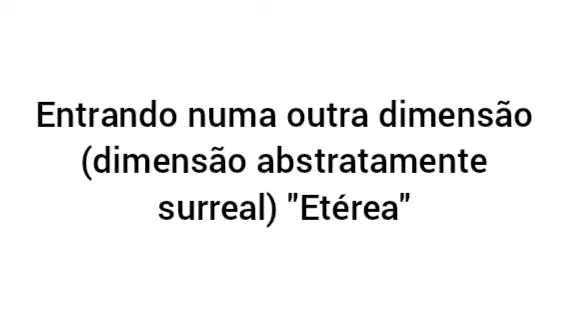 Entrando numa outra dimensão
(dimensão abstratamente
surreal) "Etérea"